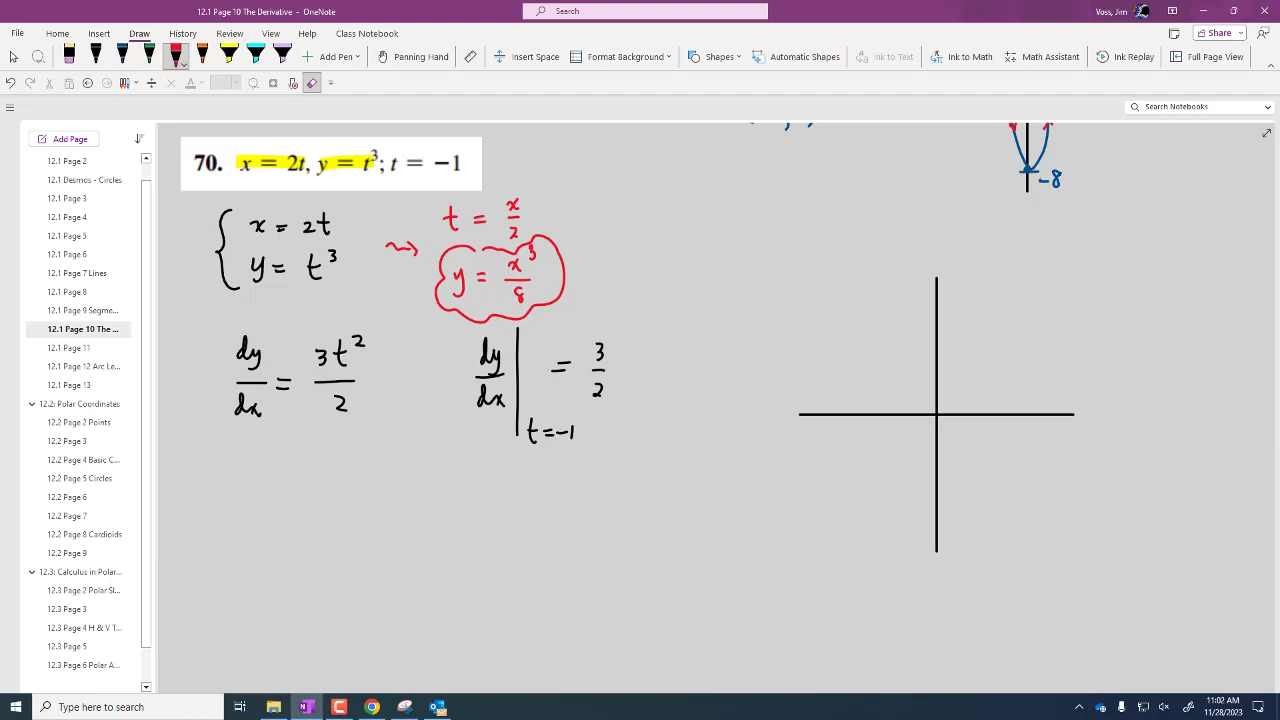 12.1 Page 10 The Derivative - OneNote
Search
Voss, Jim
File Home Insert Draw History Review View Help Class Notebook
Share
Add Pen
Panning Hand
Insert Space
Format Background
Shapes
Automatic Shapes
Ink to Text
Ink to Shape
Ink to Math
Math Assistant
Ink Replay
Full Page View
Search Notebooks
Add Page
12.1 Page 2
12.1 Desmos - Circles
12.1 Page 3
12.1 Page 4
12.1 Page 5
12.1 Page 6
12.1 Page 7 Lines
12.1 Page 8
12.1 Page 9 Segme...
12.1 Page 10 The ...
12.1 Page 11
12.1 Page 12 Arc Le...
12.1 Page 13
12.2: Polar Coordinates
12.2 Page 2 Points
12.2 Page 3
12.2 Page 4 Basic C...
12.2 Page 5 Circles
12.2 Page 6
12.2 Page 7
12.2 Page 8 Cardioids
12.2 Page 9
12.3: Calculus in Polar...
12.3 Page 2 Polar Sl...
12.3 Page 3
12.3 Page 4 H & V T...
12.3 Page 5
12.3 Page 6 Polar A...
70. x = 2t, y = t³; t = −1
x = 2t
y = t³
t = x/2
y = x³/8
dy/dx = 3t²/2
dy/dx | t=-1 = 3/2
-8
Type here to search
11:02 AM
11/28/2023